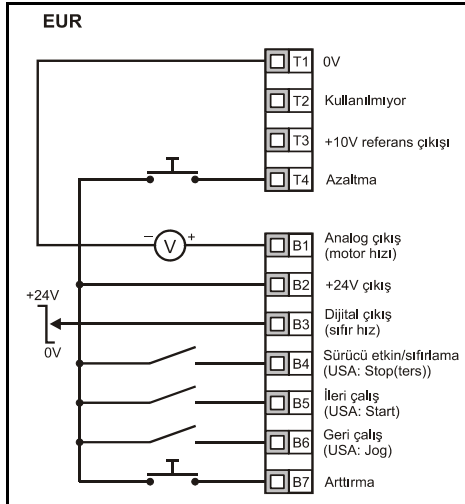 EUR
T1 0V
T2 Kullanılmıyor
T3 +10V referans çıkışı
T4 Azaltma
– V +
B1 Analog çıkış
(motor hızı)
B2 +24V çıkış
+24V
0V
B3 Dijital çıkış
(sıfır hız)
B4 Sürücü etkin/sıfırlama
(USA: Stop(ters))
B5 İleri çalış
(USA: Start)
B6 Geri çalış
(USA: Jog)
B7 Arttırma